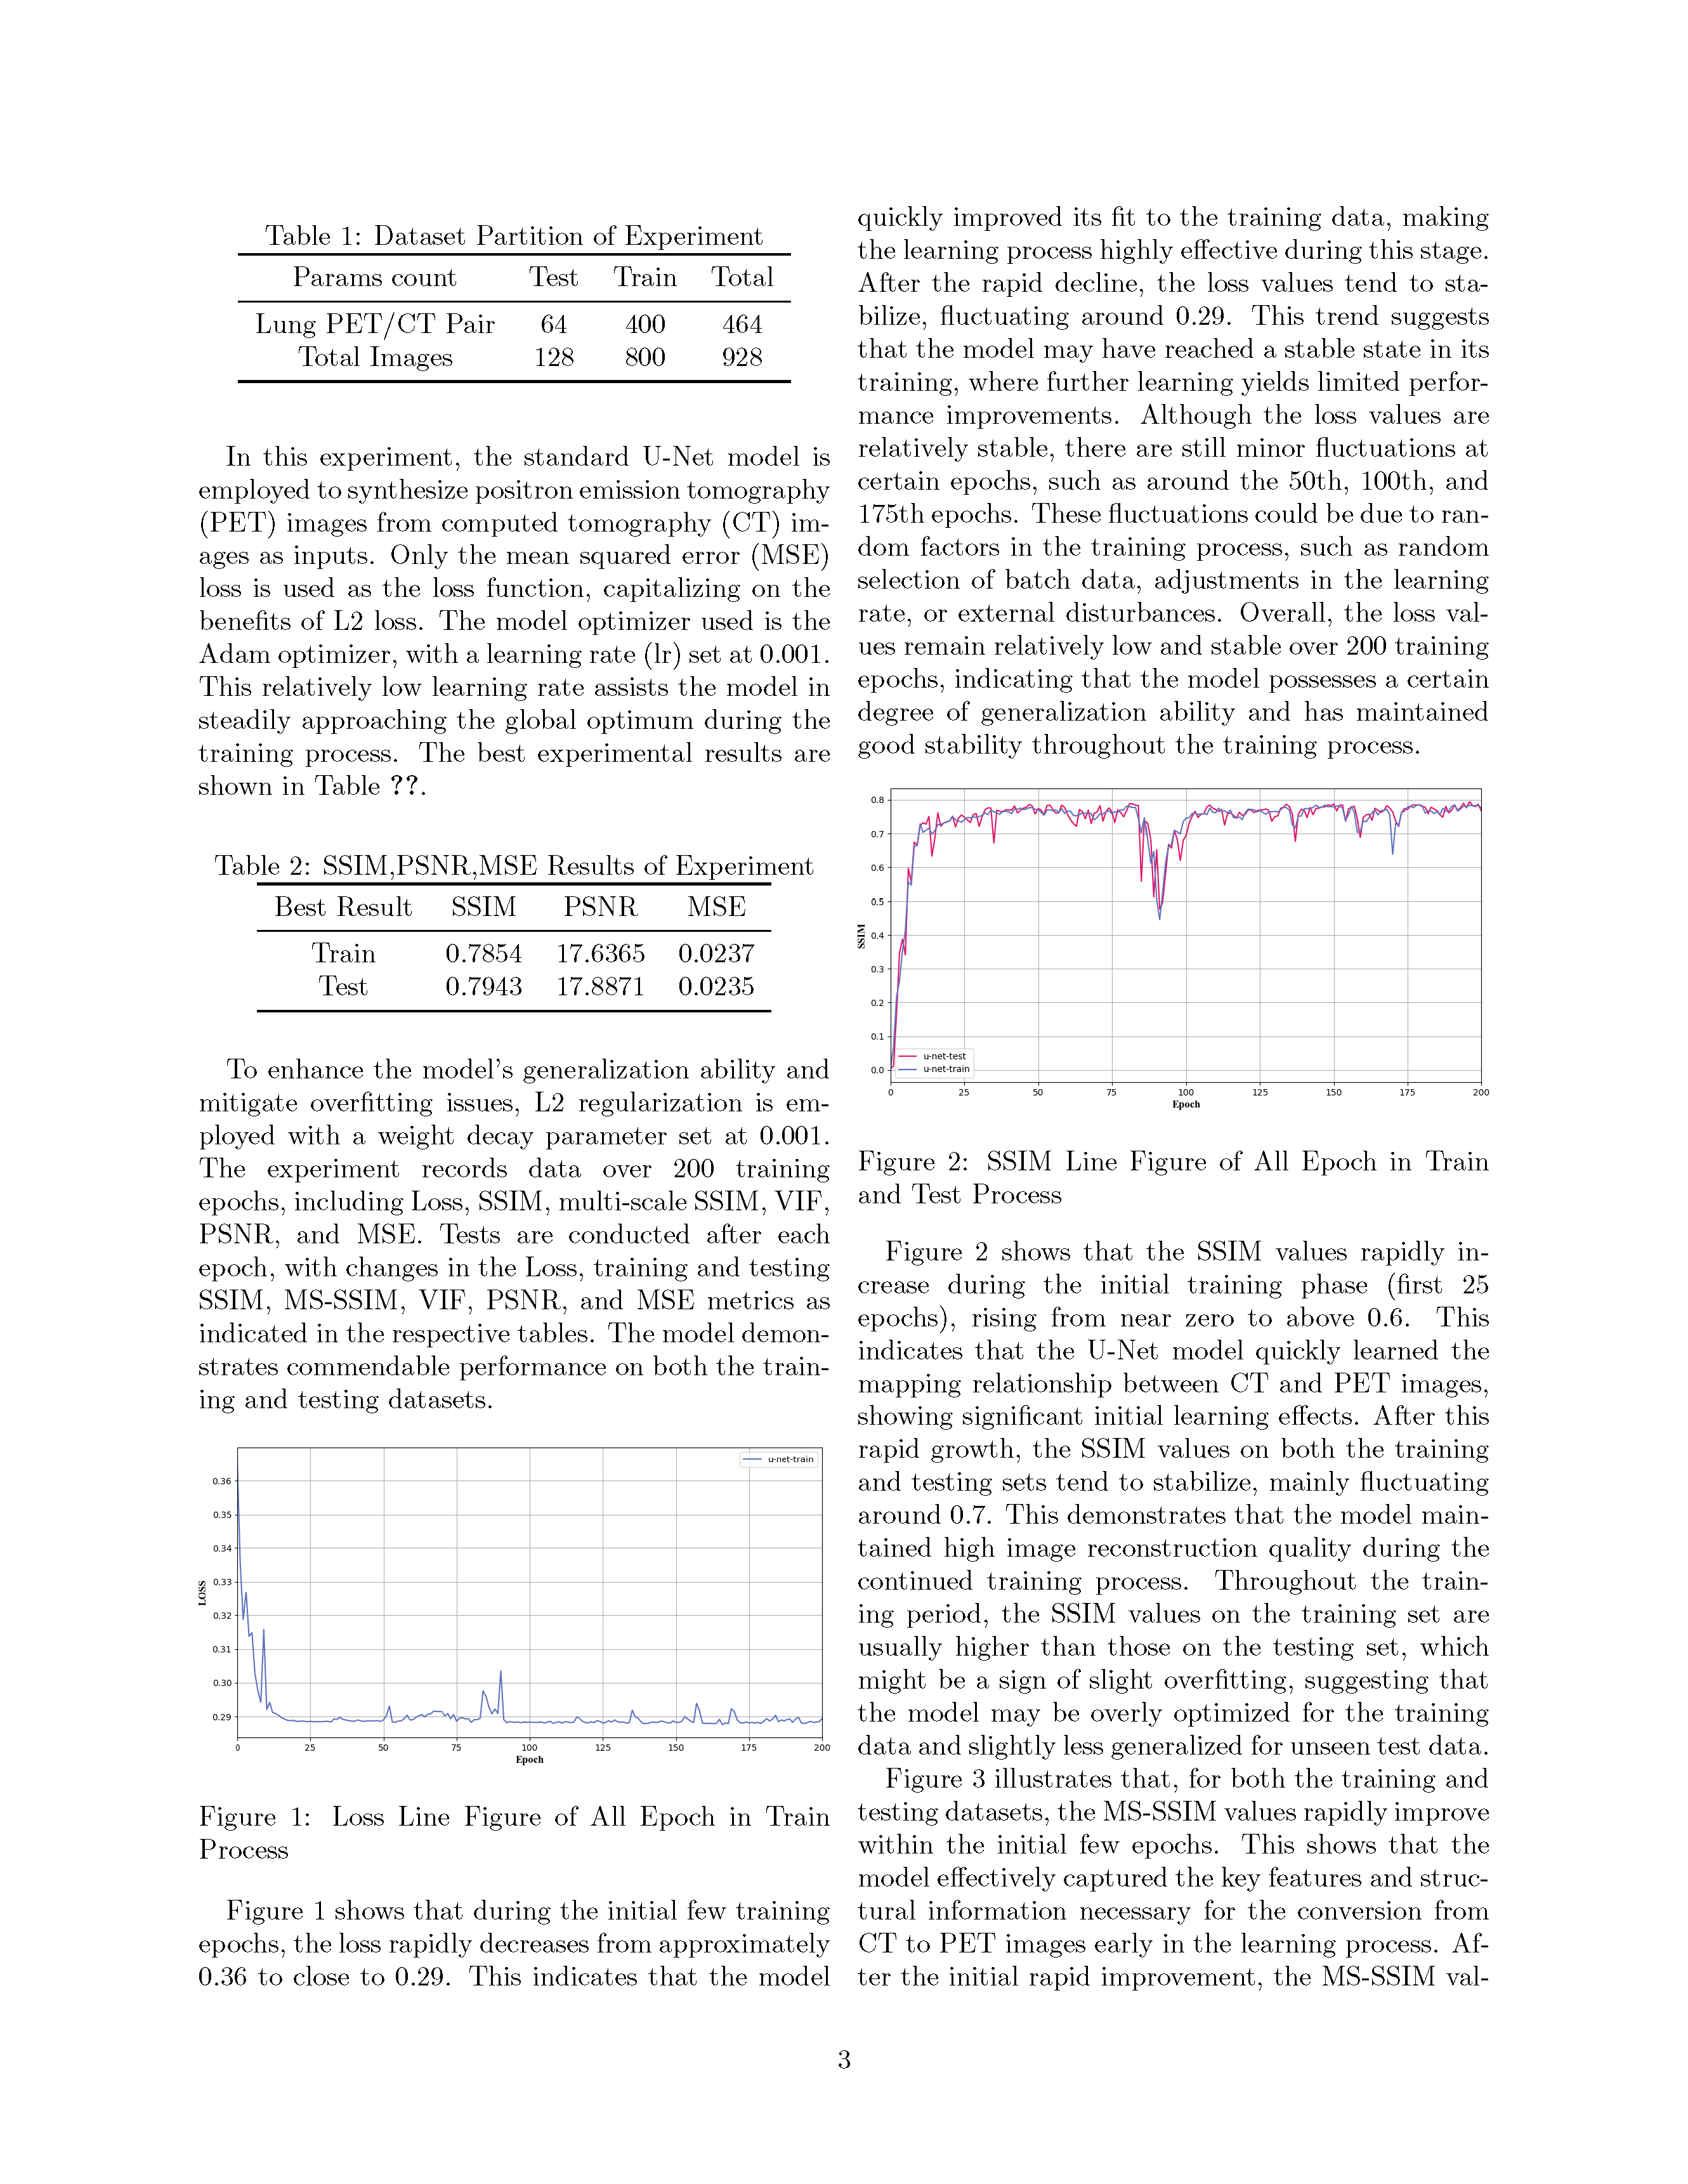 Table 1: Dataset Partition of Experiment
Params count Test Train Total
Lung PET/CT Pair 64 400 464
Total Images 128 800 928
In this experiment, the standard U-Net model is
employed to synthesize positron emission tomography
(PET) images from computed tomography (CT) im-
ages as inputs. Only the mean squared error (MSE)
loss is used as the loss function, capitalizing on the
benefits of L2 loss. The model optimizer used is the
Adam optimizer, with a learning rate (lr) set at 0.001.
This relatively low learning rate assists the model in
steadily approaching the global optimum during the
training process. The best experimental results are
shown in Table ??.
Table 2: SSIM,PSNR,MSE Results of Experiment
Best Result SSIM PSNR MSE
Train 0.7854 17.6365 0.0237
Test 0.7943 17.8871 0.0235
To enhance the model's generalization ability and
mitigate overfitting issues, L2 regularization is em-
ployed with a weight decay parameter set at 0.001.
The experiment records data over 200 training
epochs, including Loss, SSIM, multi-scale SSIM, VIF,
PSNR, and MSE. Tests are conducted after each
epoch, with changes in the Loss, training and testing
SSIM, MS-SSIM, VIF, PSNR, and MSE metrics as
indicated in the respective tables. The model demon-
strates commendable performance on both the train-
ing and testing datasets.
u-net-train
0.36
0.35
0.34
0.33
0.32
0.31
0.30
0.29
LOSS
0 25 50 75 100 125 150 175 200
Epoch
Figure 1: Loss Line Figure of All Epoch in Train
Process
Figure 1 shows that during the initial few training
epochs, the loss rapidly decreases from approximately
0.36 to close to 0.29. This indicates that the model
quickly improved its fit to the training data, making
the learning process highly effective during this stage.
After the rapid decline, the loss values tend to sta-
bilize, fluctuating around 0.29. This trend suggests
that the model may have reached a stable state in its
training, where further learning yields limited perfor-
mance improvements. Although the loss values are
relatively stable, there are still minor fluctuations at
certain epochs, such as around the 50th, 100th, and
175th epochs. These fluctuations could be due to ran-
dom factors in the training process, such as random
selection of batch data, adjustments in the learning
rate, or external disturbances. Overall, the loss val-
ues remain relatively low and stable over 200 training
epochs, indicating that the model possesses a certain
degree of generalization ability and has maintained
good stability throughout the training process.
0.8
0.7
0.6
0.5
0.4
0.3
0.2
0.1
0.0
SSIM
u-net-test
u-net-train
0 25 50 75 100 125 150 175 200
Epoch
Figure 2: SSIM Line Figure of All Epoch in Train
and Test Process
Figure 2 shows that the SSIM values rapidly in-
crease during the initial training phase (first 25
epochs), rising from near zero to above 0.6. This
indicates that the U-Net model quickly learned the
mapping relationship between CT and PET images,
showing significant initial learning effects. After this
rapid growth, the SSIM values on both the training
and testing sets tend to stabilize, mainly fluctuating
around 0.7. This demonstrates that the model main-
tained high image reconstruction quality during the
continued training process. Throughout the train-
ing period, the SSIM values on the training set are
usually higher than those on the testing set, which
might be a sign of slight overfitting, suggesting that
the model may be overly optimized for the training
data and slightly less generalized for unseen test data.
Figure 3 illustrates that, for both the training and
testing datasets, the MS-SSIM values rapidly improve
within the initial few epochs. This shows that the
model effectively captured the key features and struc-
tural information necessary for the conversion from
CT to PET images early in the learning process. Af-
ter the initial rapid improvement, the MS-SSIM val-
3